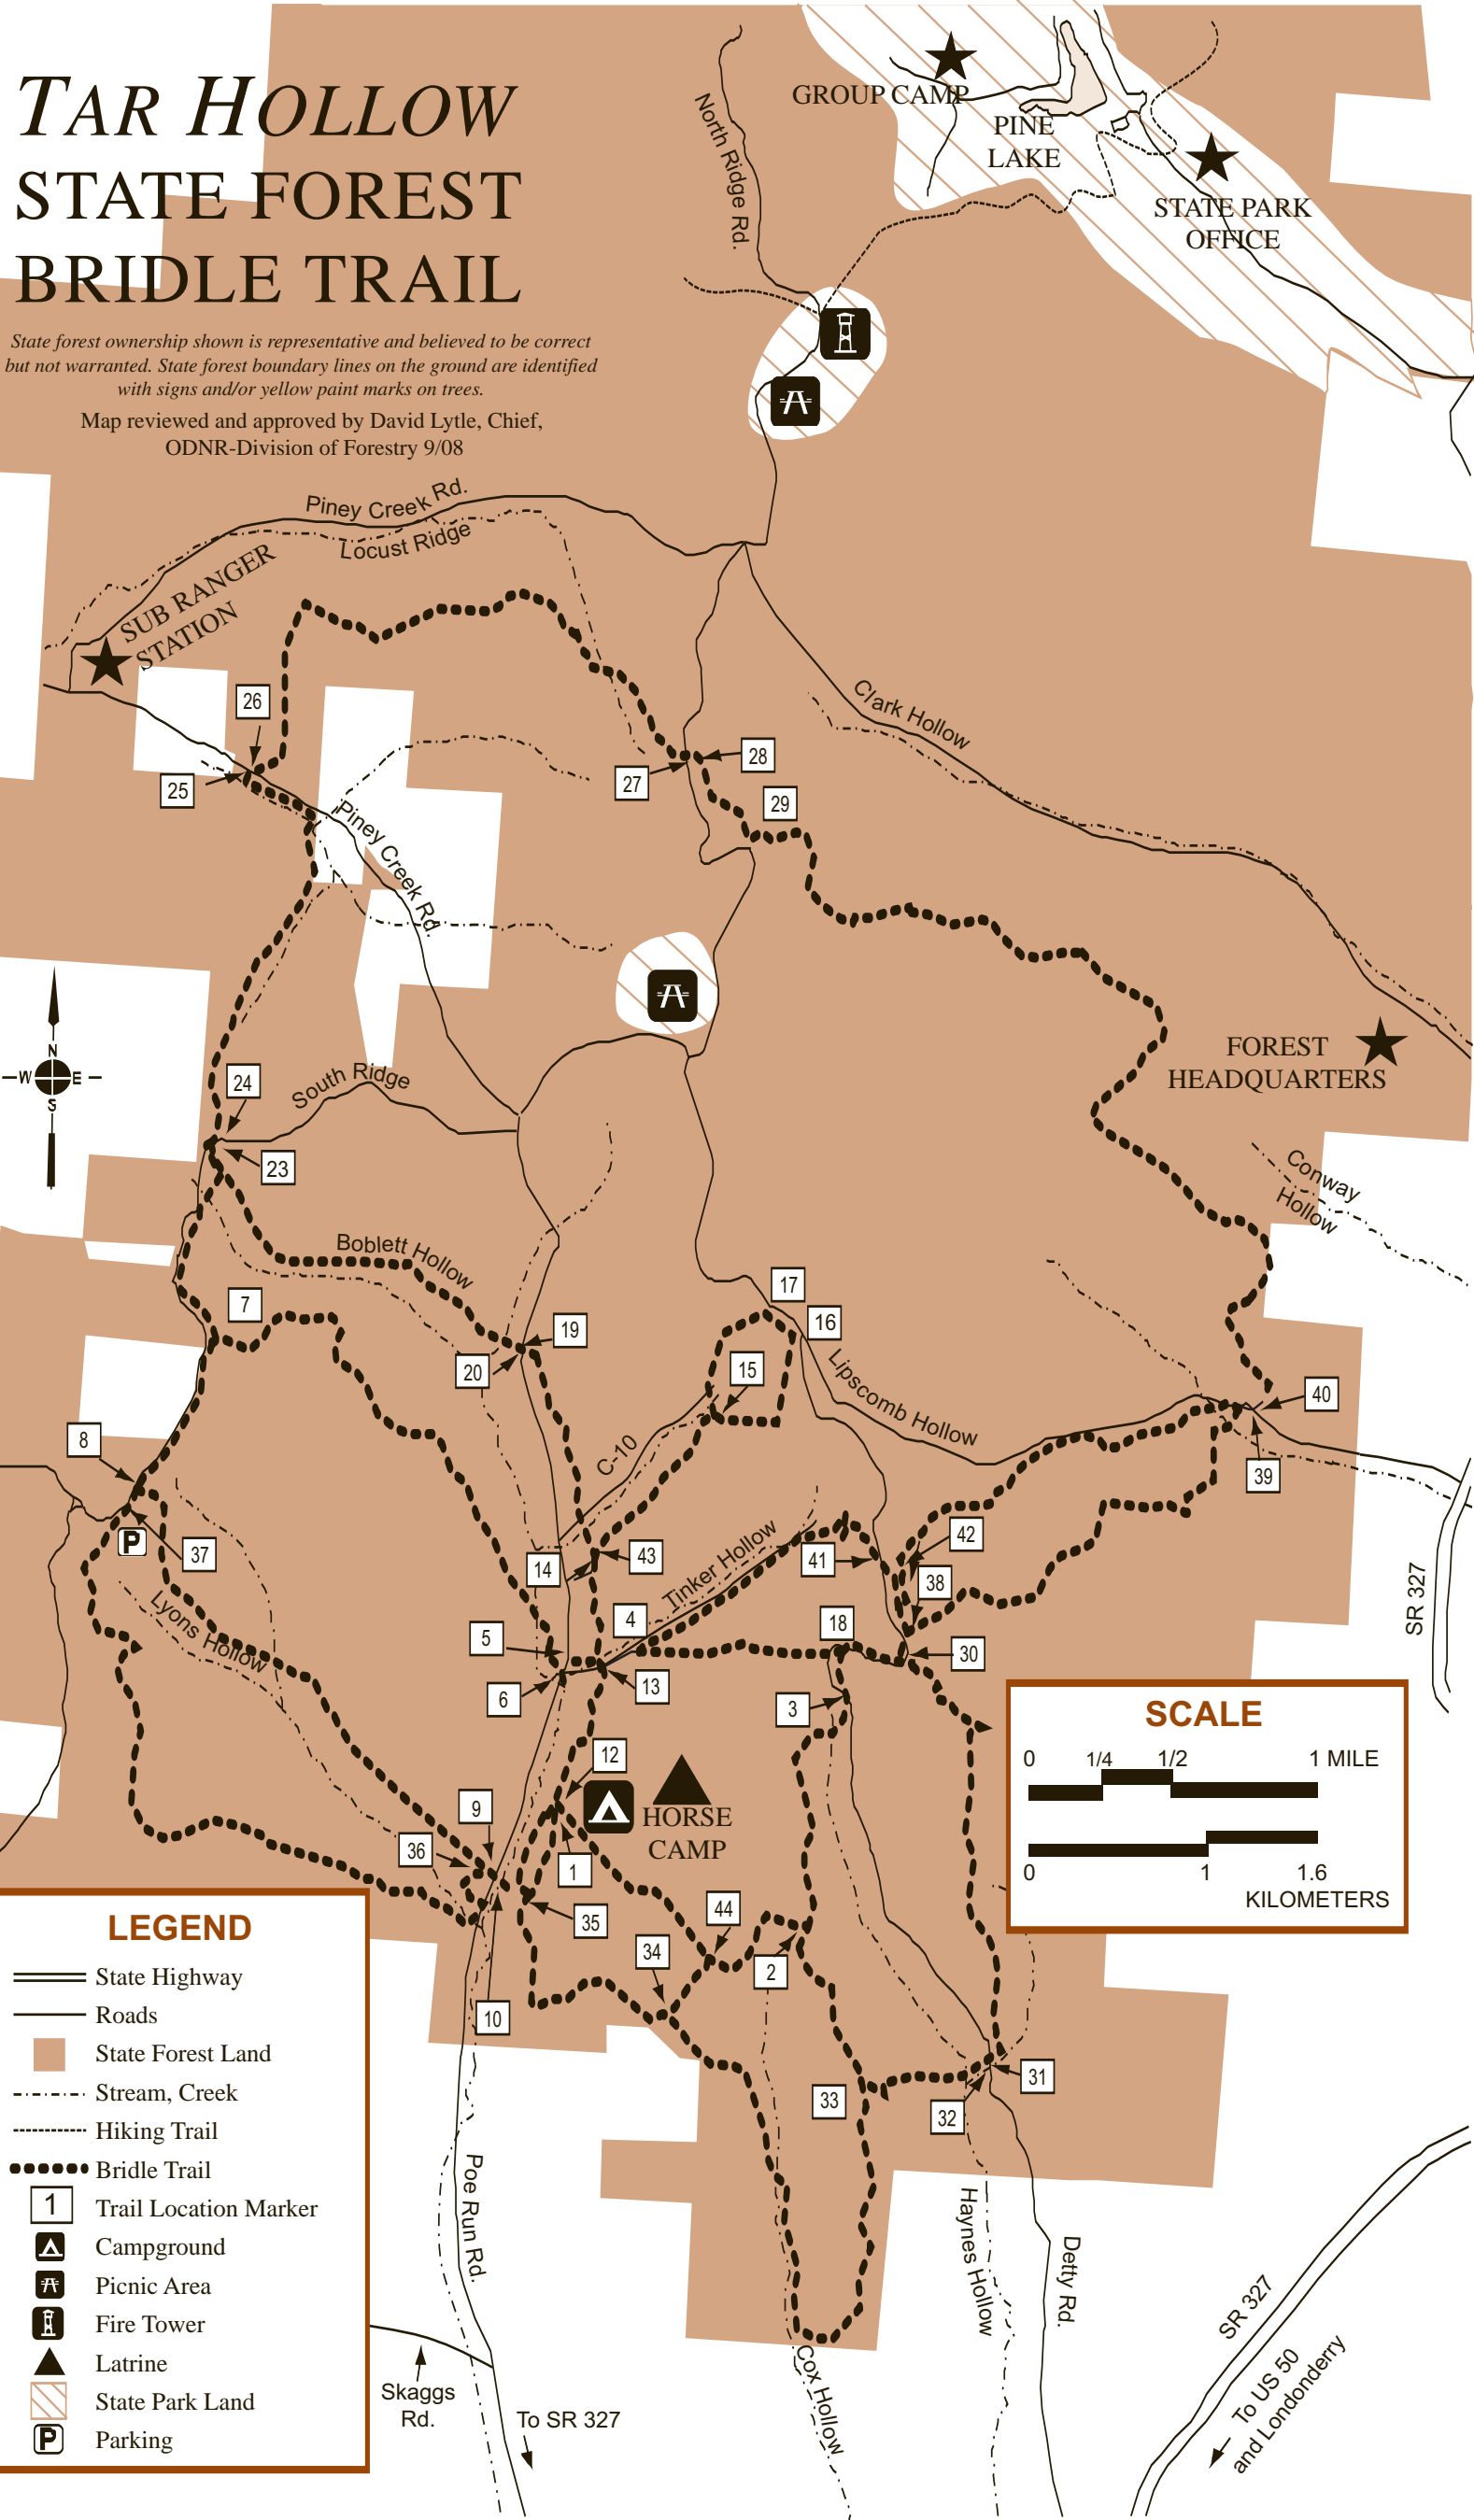 TAR HOLLOW
STATE FOREST
BRIDLE TRAIL
State forest ownership shown is representative and believed to be correct
but not warranted. State forest boundary lines on the ground are identified
with signs and/or yellow paint marks on trees.
Map reviewed and approved by David Lytle, Chief,
ODNR-Division of Forestry 9/08
GROUP CAMP
PINE
LAKE
STATE PARK
OFFICE
North Ridge Rd.
Piney Creek Rd.
Locust Ridge
SUB RANGER
STATION
Clark Hollow
26
25
28
27
29
Piney Creek Rd.
N
W
E
S
FOREST
HEADQUARTERS
24
South Ridge
23
Conway
Hollow
Boblett Hollow
7
17
16
19
20
15
Lipscomb Hollow
40
8
C-10
39
37
P
14
43
Tinker Hollow
41
42
38
SR 327
Lyons Hollow
5
4
18
30
6
13
3
12
HORSE
CAMP
9
36
1
35
44
34
2
10
33
31
32
SCALE
0
1/4
1/2
1 MILE
0
1
1.6
KILOMETERS
LEGEND
State Highway
Roads
State Forest Land
Stream, Creek
Hiking Trail
Bridle Trail
1
Trail Location Marker
Campground
Picnic Area
Fire Tower
Latrine
State Park Land
P
Parking
Poe Run Rd.
Haynes Hollow
Detty Rd.
Cox Hollow
Skaggs
Rd.
To SR 327
SR 327
To US 50
and Londonderry